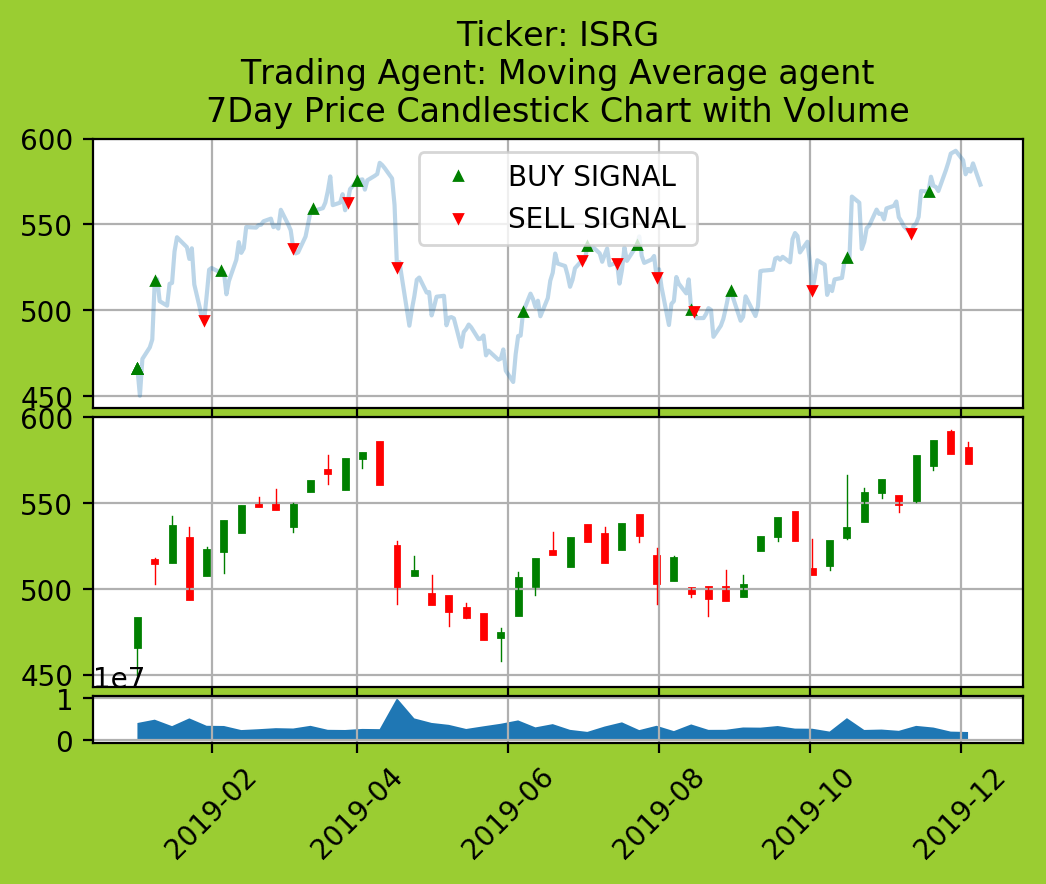 Ticker: ISRG
Trading Agent: Moving Average agent
7Day Price Candlestick Chart with Volume
600
BUY SIGNAL
SELL SIGNAL
550
500
450
600
550
500
450
1e7
1
0
2019-02
2019-04
2019-06
2019-08
2019-10
2019-12